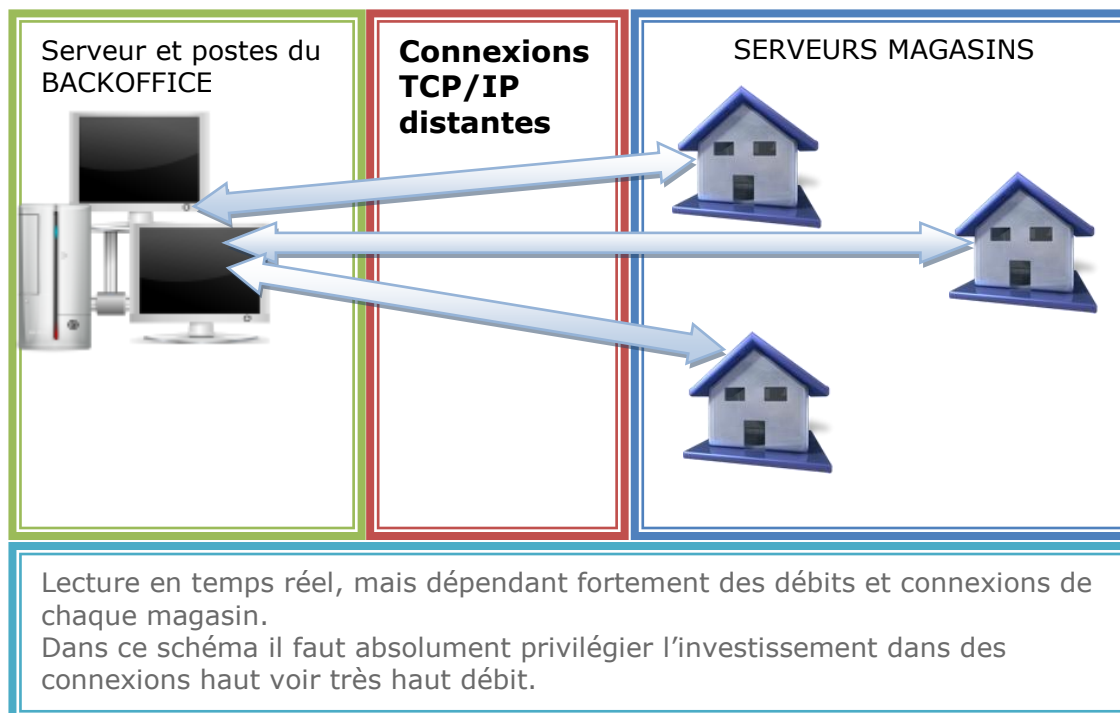 Serveur et postes du
BACKOFFICE
Connexions
TCP/IP
distantes
SERVEURS MAGASINS
Lecture en temps réel, mais dépendant fortement des débits et connexions de
chaque magasin.
Dans ce schéma il faut absolument privilégier l’investissement dans des
connexions haut voir très haut débit.